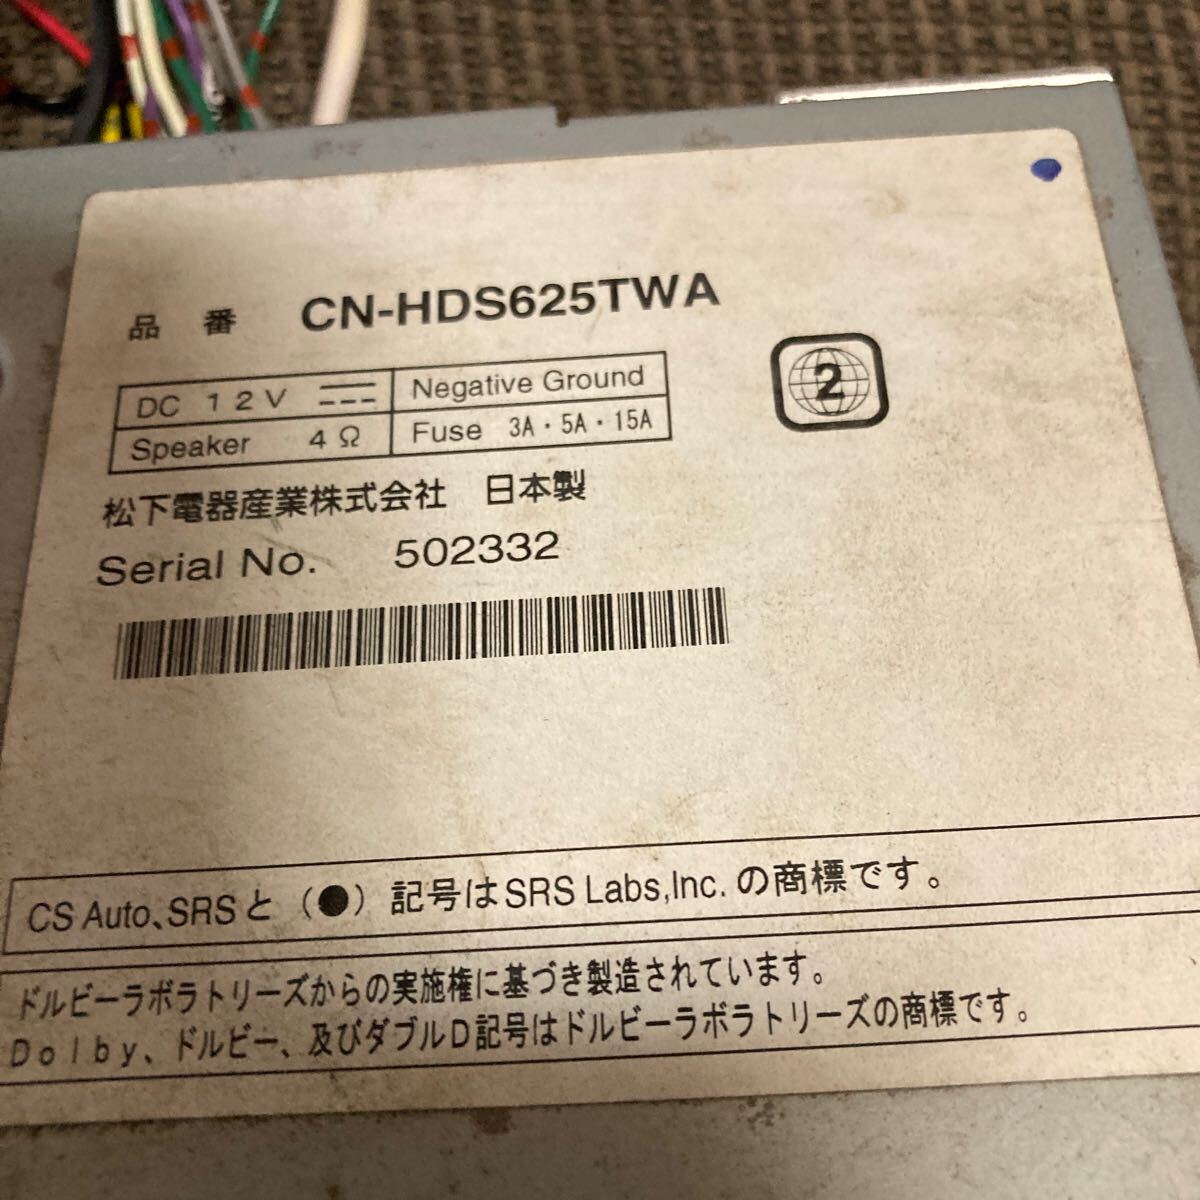 品 番 CN-HDS625TWA
DC 12V Negative Ground
Speaker 4Ω Fuse 3A・5A・15A
2
松下電器産業株式会社 日本製
Serial No. 502332
CS Auto、SRSと（●）記号はSRS Labs,Inc.の商標です。
ドルビーラボラトリーズからの実施権に基づき製造されています。
Dolby、ドルビー、及びダブルD記号はドルビーラボラトリーズの商標です。